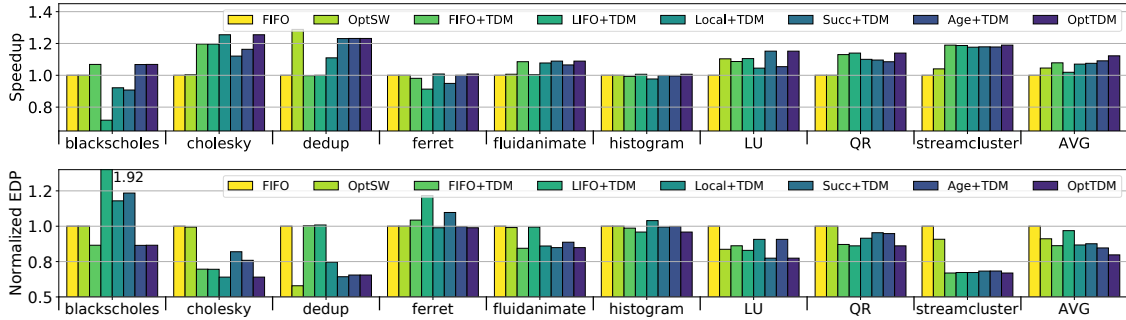 1.4
1.2
1.0
0.8
Speedup
FIFO OptSW FIFO+TDM LIFO+TDM Local+TDM Succ+TDM Age+TDM OptTDM
blackscholes cholesky dedup ferret fluidanimate histogram LU QR streamcluster AVG
1.2
1.0
0.8
0.5
Normalized EDP
1.92
FIFO OptSW FIFO+TDM LIFO+TDM Local+TDM Succ+TDM Age+TDM OptTDM
blackscholes cholesky dedup ferret fluidanimate histogram LU QR streamcluster AVG